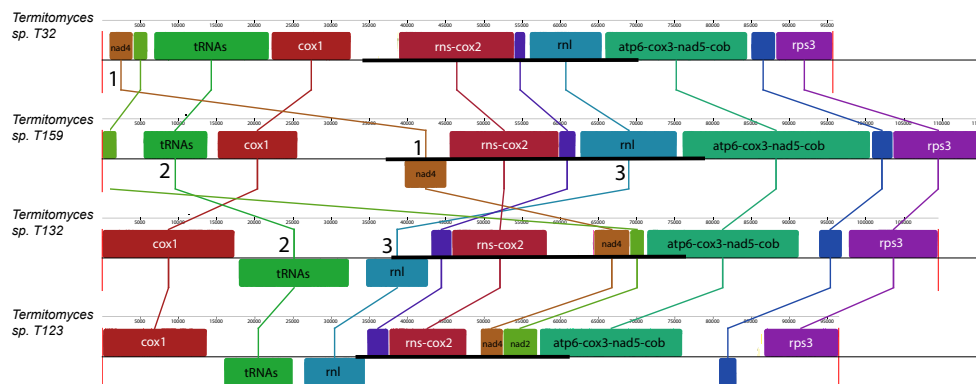 Termitomyces
sp. T32
5000 10000 15000 20000 25000 30000 35000 40000 45000 50000 55000 60000 65000 70000 75000 80000 85000 90000 95000
nad4 tRNAs cox1 rns-cox2 rnl atp6-cox3-nad5-cob rps3
1
Termitomyces
sp. T159
tRNAs cox1 1 rns-cox2 rnl atp6-cox3-nad5-cob rps3
2 nad4 3
Termitomyces
sp. T132
cox1 2 3 rns-cox2 nad4 atp6-cox3-nad5-cob rps3
tRNAs rnl
Termitomyces
sp. T123
cox1 rns-cox2 nad4 nad2 atp6-cox3-nad5-cob rps3
tRNAs rnl